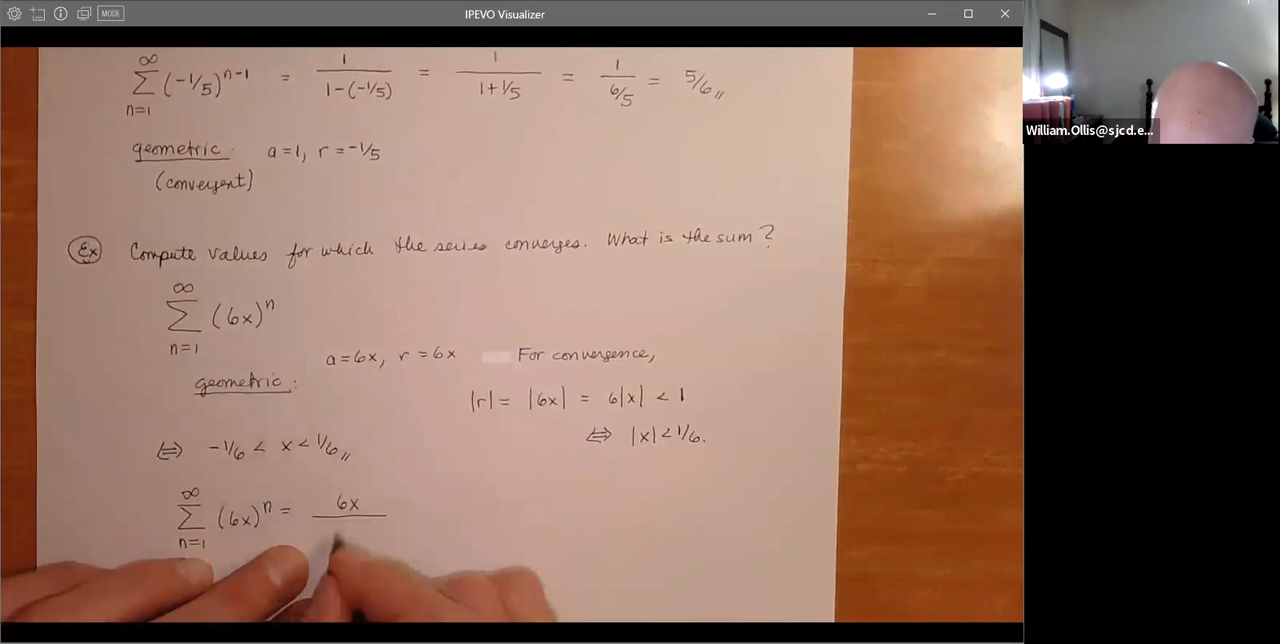 MODE IPEVO Visualizer
∞
∑ (-1/5)^{n-1} = 1/(1-(-1/5)) = 1/(1+1/5) = 1/(6/5) = 5/6 //
n=1
geometric: a=1, r=-1/5
(convergent)
Ex Compute values for which the series converges. What is the sum?
∞
∑ (6x)^n
n=1
a=6x, r=6x For convergence,
geometric:
|r| = |6x| = 6|x| < 1
⇔ |x| < 1/6.
⇔ -1/6 < x < 1/6 //
∞
∑ (6x)^n = 6x
n=1
William.Ollis@sjcd.e...